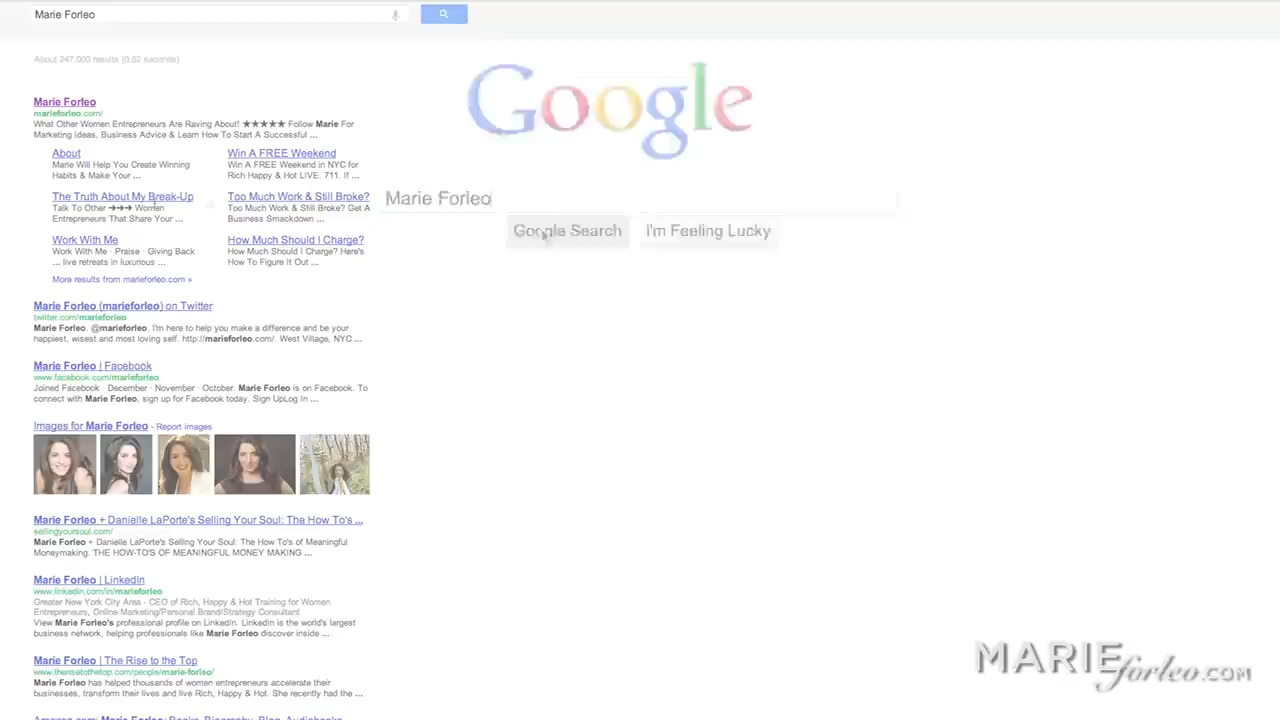 Marie Forleo
About 247,000 results (0.52 seconds)
Google
Marie Forleo
Google Search
I'm Feeling Lucky
Marie Forleo
marieforleo.com/
What Other Women Entrepreneurs Are Raving About! ★★★★★ Follow Marie For
Marketing Ideas, Business Advice & Learn How To Start A Successful ...
About
Marie Will Help You Create Winning
Habits & Make Your ...
Win A FREE Weekend
Win A FREE Weekend in NYC for
Rich Happy & Hot LIVE. 711. If ...
The Truth About My Break-Up
Talk To Other ➔➔➔ Women
Entrepreneurs That Share Your ...
Too Much Work & Still Broke?
Too Much Work & Still Broke? Get A
Business Smackdown ...
Work With Me
Work With Me · Praise · Giving Back
... live retreats in luxurious ...
How Much Should I Charge?
How Much Should I Charge? Here's
How To Figure It Out ...
More results from marieforleo.com »
Marie Forleo (marieforleo) on Twitter
twitter.com/marieforleo
Marie Forleo. @marieforleo. I'm here to help you make a difference and be your
happiest, wisest and most loving self. http://marieforleo.com/. West Village, NYC ...
Marie Forleo | Facebook
www.facebook.com/marieforleo
Joined Facebook December · November · October. Marie Forleo is on Facebook. To
connect with Marie Forleo, sign up for Facebook today. Sign UpLog In ...
Images for Marie Forleo - Report images
Marie Forleo + Danielle LaPorte's Selling Your Soul: The How To's ...
sellingyoursoul.com/
Marie Forleo + Danielle LaPorte's Selling Your Soul: The How To's of Meaningful
Moneymaking. THE HOW-TO'S OF MEANINGFUL MONEY MAKING ...
Marie Forleo | LinkedIn
www.linkedin.com/in/marieforleo
Greater New York City Area - CEO of Rich, Happy & Hot Training for Women
Entrepreneurs, Online Marketing/Personal Brand/Strategy Consultant
View Marie Forleo's professional profile on LinkedIn. LinkedIn is the world's largest
business network, helping professionals like Marie Forleo discover inside ...
Marie Forleo | The Rise to the Top
www.therisetothetop.com/people/marie-forleo/
Marie Forleo has helped thousands of women entrepreneurs accelerate their
businesses, transform their lives and live Rich, Happy & Hot. She recently had the ...
Amazon.com: Marie Forleo: Books, Biography, Blog, Audiobooks
MARIE forleo.COM